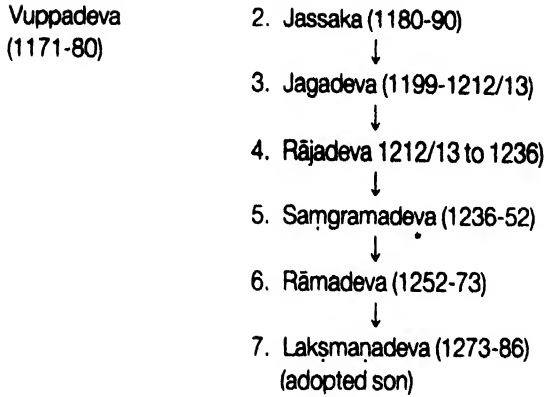 Vuppadeva
(1171-80)
2. Jassaka (1180-90)
↓
3. Jagadeva (1199-1212/13)
↓
4. Rājadeva 1212/13 to 1236)
↓
5. Saṃgramadeva (1236-52)
↓
6. Rāmadeva (1252-73)
↓
7. Lakṣmaṇadeva (1273-86)
(adopted son)